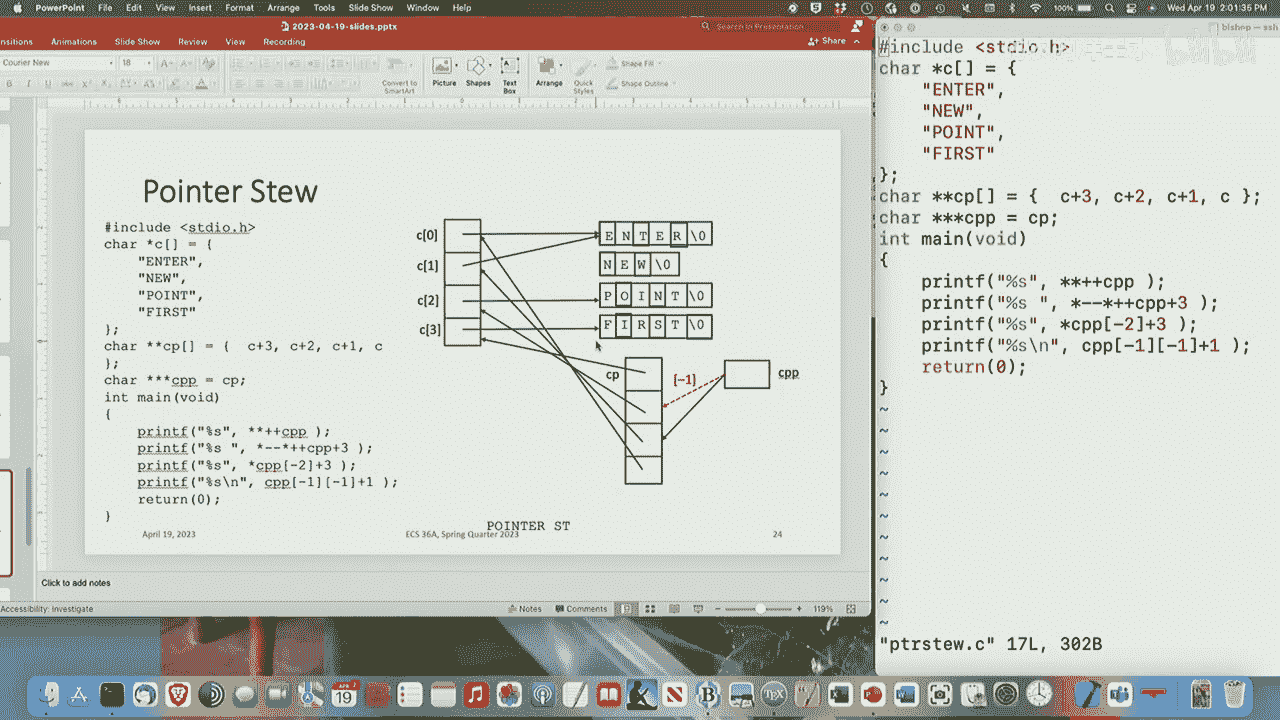 PowerPoint File Edit View Insert Format Arrange Tools Slide Show Window Help
100% Wed Apr 19 2:01:35 PM
2023-04-19-slides.pptx
Search in Presentation
nsitions Animations Slide Show Review View Recording
Share
Courier New 18
Convert to SmartArt
Picture Shapes Text Box Arrange Quick Styles
Shape Fill
Shape Outline
Pointer Stew
#include <stdio.h>
char *c[] = {
"ENTER",
"NEW",
"POINT",
"FIRST"
};
char **cp[] = { c+3, c+2, c+1, c
};
char ***cpp = cp;
int main(void)
{
printf("%s", **++cpp );
printf("%s ", *--*++cpp+3 );
printf("%s", *cpp[-2]+3 );
printf("%s\n", cpp[-1][-1]+1 );
return(0);
}
c[0]
c[1]
c[2]
c[3]
E N T E R \0
N E W \0
P O I N T \0
F I R S T \0
cp
[-1]
cpp
POINTER ST
April 19, 2023
ECS 36A, Spring Quarter 2023
24
Click to add notes
Accessibility: Investigate
Notes Comments
119%
bishop — ssh
#include <stdio.h>
char *c[] = {
"ENTER",
"NEW",
"POINT",
"FIRST"
};
char **cp[] = { c+3, c+2, c+1, c };
char ***cpp = cp;
int main(void)
{
printf("%s", **++cpp );
printf("%s ", *--*++cpp+3 );
printf("%s", *cpp[-2]+3 );
printf("%s\n", cpp[-1][-1]+1 );
return(0);
}
~
~
~
~
~
~
~
~
~
~
~
"ptrstew.c" 17L, 302B